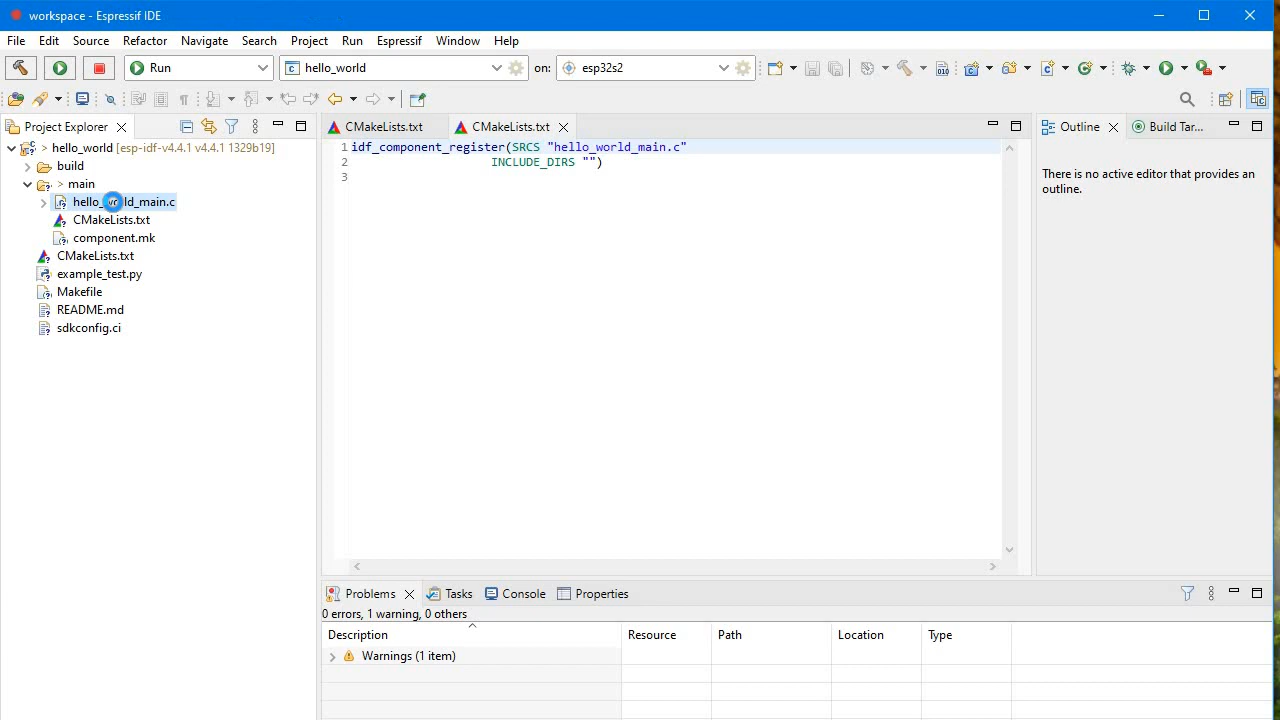 workspace - Espressif IDE
File Edit Source Refactor Navigate Search Project Run Espressif Window Help
Run hello_world on: esp32s2
Project Explorer CMakeLists.txt CMakeLists.txt Outline Build Tar...
hello_world [esp-idf-v4.4.1 v4.4.1 1329b19]
build
> main
hello_ ld_main.c
CMakeLists.txt
component.mk
CMakeLists.txt
example_test.py
Makefile
README.md
sdkconfig.ci
1 idf_component_register(SRCS "hello_world_main.c"
2 INCLUDE_DIRS "")
3
There is no active editor that provides an
outline.
Problems Tasks Console Properties
0 errors, 1 warning, 0 others
Description Resource Path Location Type
Warnings (1 item)